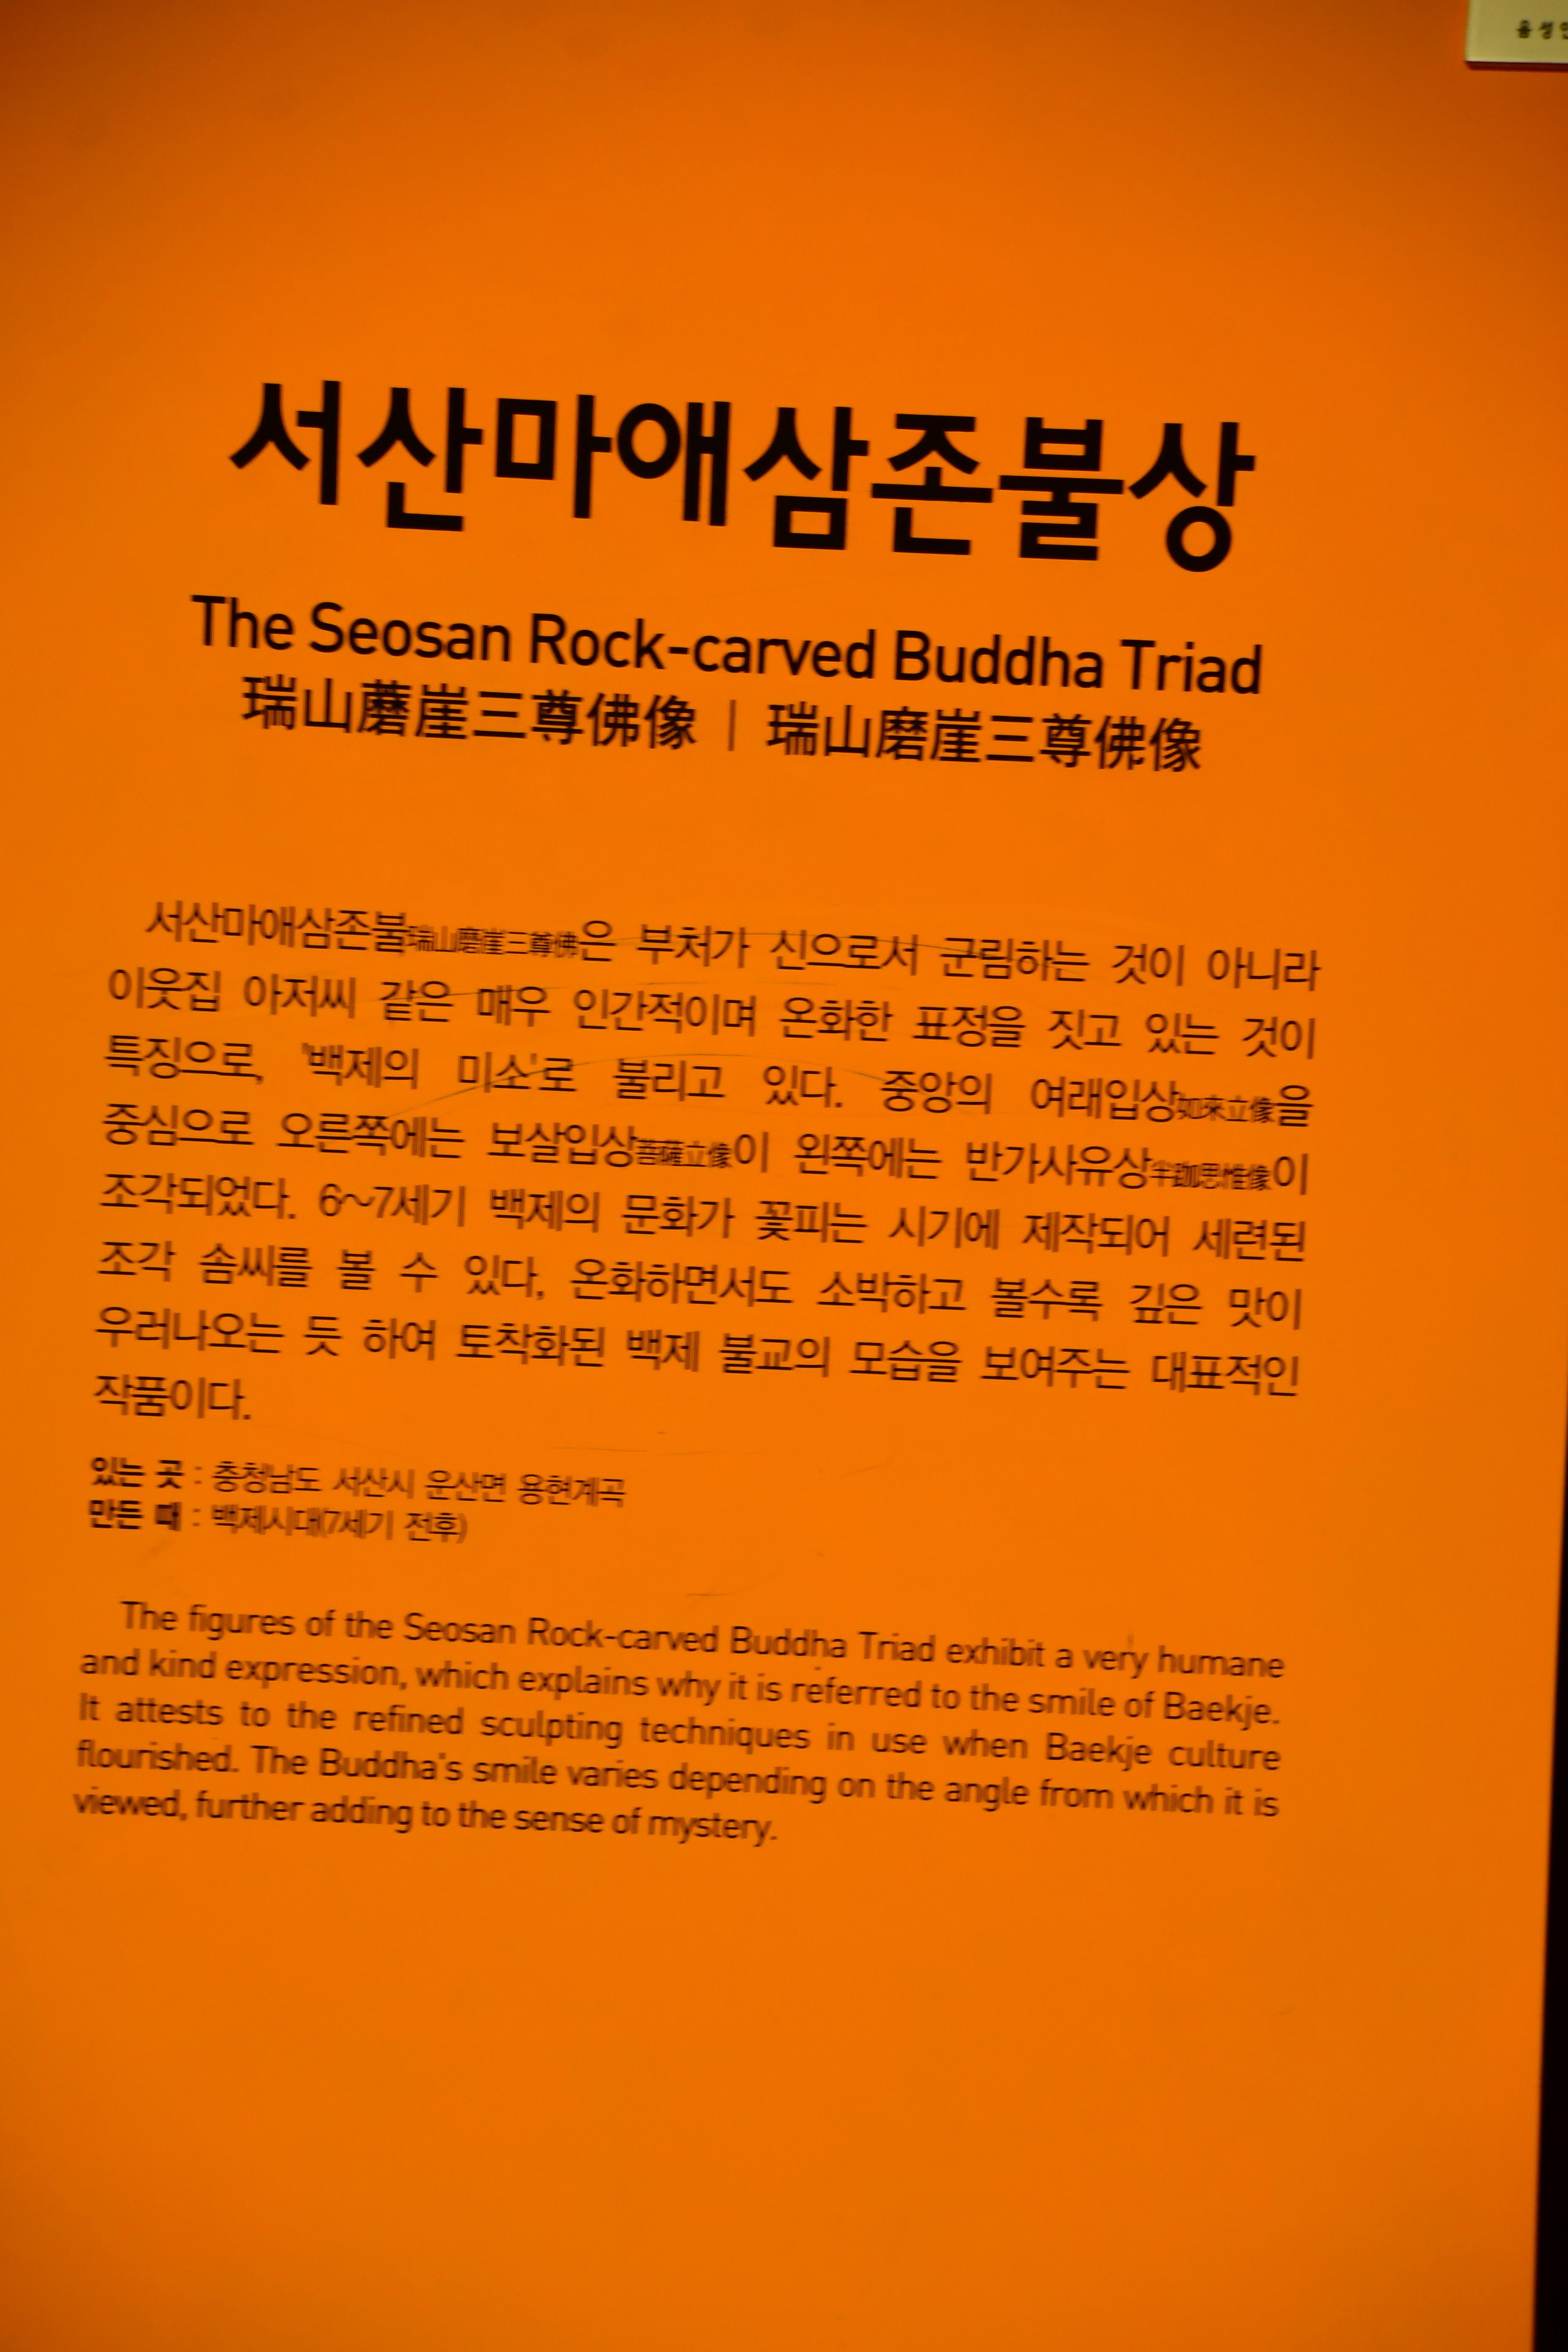 음성안
서산마애삼존불상
The Seosan Rock-carved Buddha Triad
瑞山蘑崖三尊佛像 | 瑞山磨崖三尊佛像
서산마애삼존불瑞山磨崖三尊佛은 부처가 신으로서 군림하는 것이 아니라
이웃집 아저씨 같은 매우 인간적이며 온화한 표정을 짓고 있는 것이
특징으로, '백제의 미소'로 불리고 있다. 중앙의 여래입상如來立像을
중심으로 오른쪽에는 보살입상菩薩立像이 왼쪽에는 반가사유상半跏思惟像이
조각되었다. 6~7세기 백제의 문화가 꽃피는 시기에 제작되어 세련된
조각 솜씨를 볼 수 있다, 온화하면서도 소박하고 볼수록 깊은 맛이
우러나오는 듯 하여 토착화된 백제 불교의 모습을 보여주는 대표적인
작품이다.
있는 곳 : 충청남도 서산시 운산면 용현계곡
만든 때 : 백제시대(7세기 전후)
The figures of the Seosan Rock-carved Buddha Triad exhibit a very humane
and kind expression, which explains why it is referred to the smile of Baekje.
It attests to the refined sculpting techniques in use when Baekje culture
flourished. The Buddha's smile varies depending on the angle from which it is
viewed, further adding to the sense of mystery.